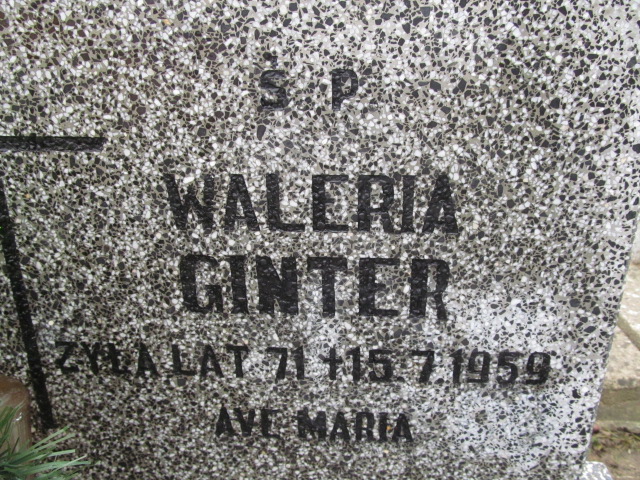 Ś P
WALERIA
GINTER
ŻYŁA LAT 71 + 15.7.1959
AVE MARIA